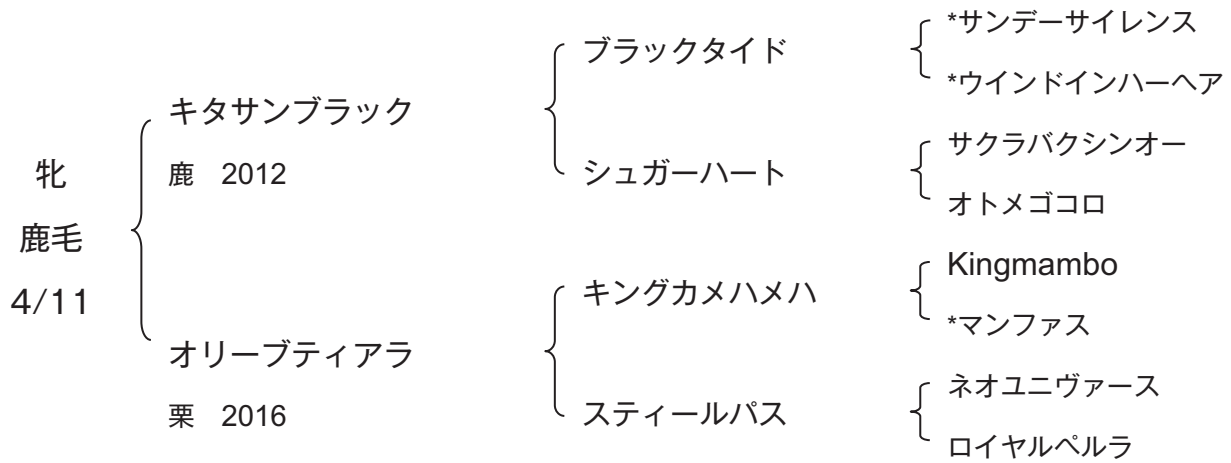 牝
鹿毛
4/11
キタサンブラック
鹿　2012
オリーブティアラ
栗　2016
ブラックタイド
シュガーハート
キングカメハメハ
スティールパス
*サンデーサイレンス
*ウインドインハーヘア
サクラバクシンオー
オトメゴコロ
Kingmambo
*マンファス
ネオユニヴァース
ロイヤルペルラ